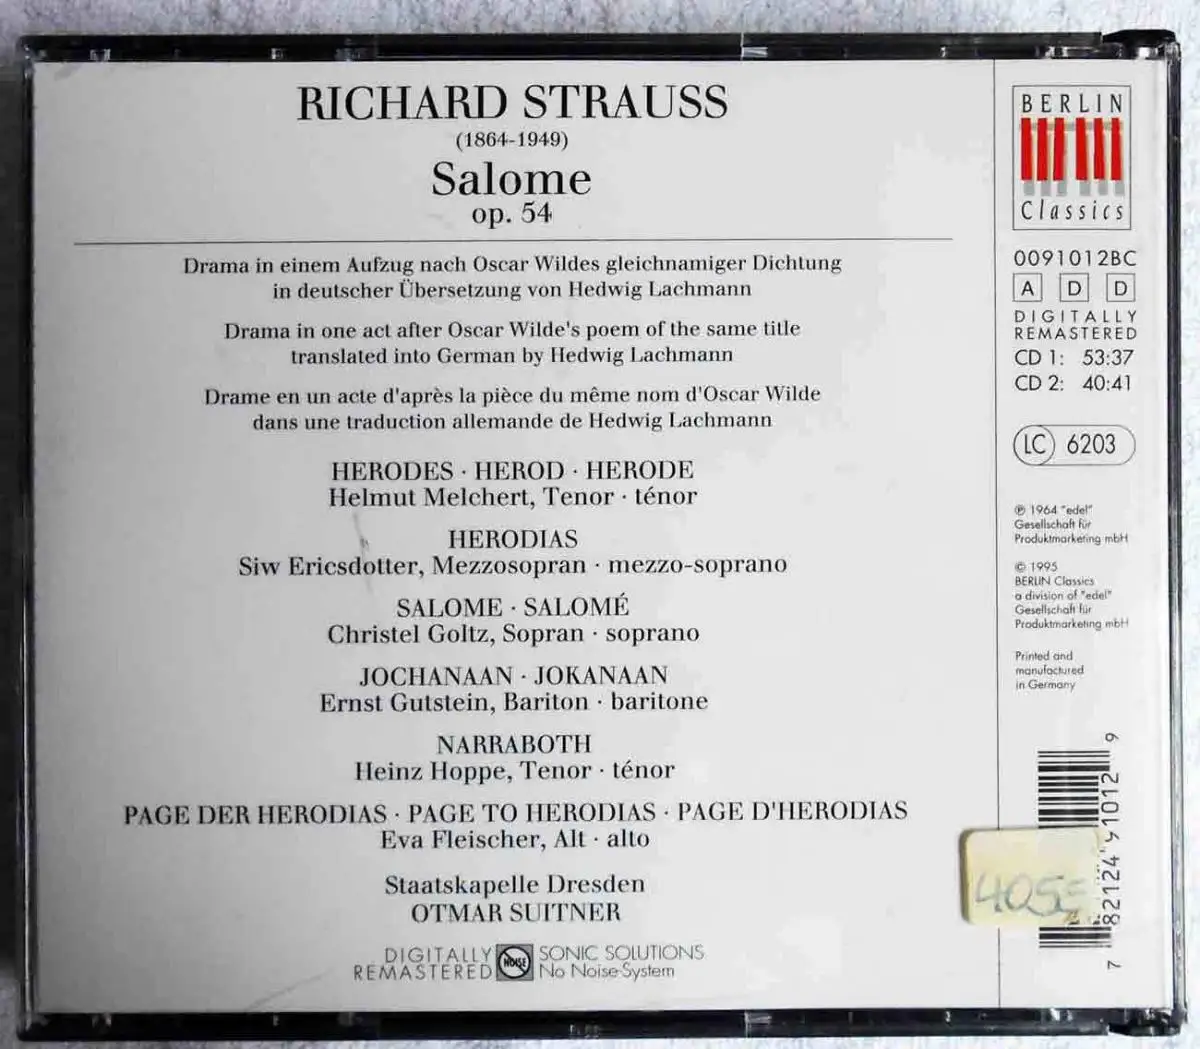 RICHARD STRAUSS
(1864-1949)
Salome
op. 54
Drama in einem Aufzug nach Oscar Wildes gleichnamiger Dichtung
in deutscher Übersetzung von Hedwig Lachmann
Drama in one act after Oscar Wilde's poem of the same title
translated into German by Hedwig Lachmann
Drame en un acte d'après la pièce du même nom d'Oscar Wilde
dans une traduction allemande de Hedwig Lachmann
HERODES · HEROD · HERODE
Helmut Melchert, Tenor · ténor
HERODIAS
Siw Ericsdotter, Mezzosopran · mezzo-soprano
SALOME · SALOMÉ
Christel Goltz, Sopran · soprano
JOCHANAAN · JOKANAAN
Ernst Gutstein, Bariton · baritone
NARRABOTH
Heinz Hoppe, Tenor · ténor
PAGE DER HERODIAS · PAGE TO HERODIAS · PAGE D'HERODIAS
Eva Fleischer, Alt · alto
Staatskapelle Dresden
OTMAR SUITNER
DIGITALLY
REMASTERED
NOISE
SONIC SOLUTIONS
No Noise-System
BERLIN
Classics
0091012BC
A D D
DIGITALLY
REMASTERED
CD 1: 53:37
CD 2: 40:41
LC 6203
℗ 1964 "edel"
Gesellschaft für
Produktmarketing mbH
© 1995
BERLIN Classics
a division of "edel"
Gesellschaft für
Produktmarketing mbH
Printed and
manufactured
in Germany
7 82124 91012 9